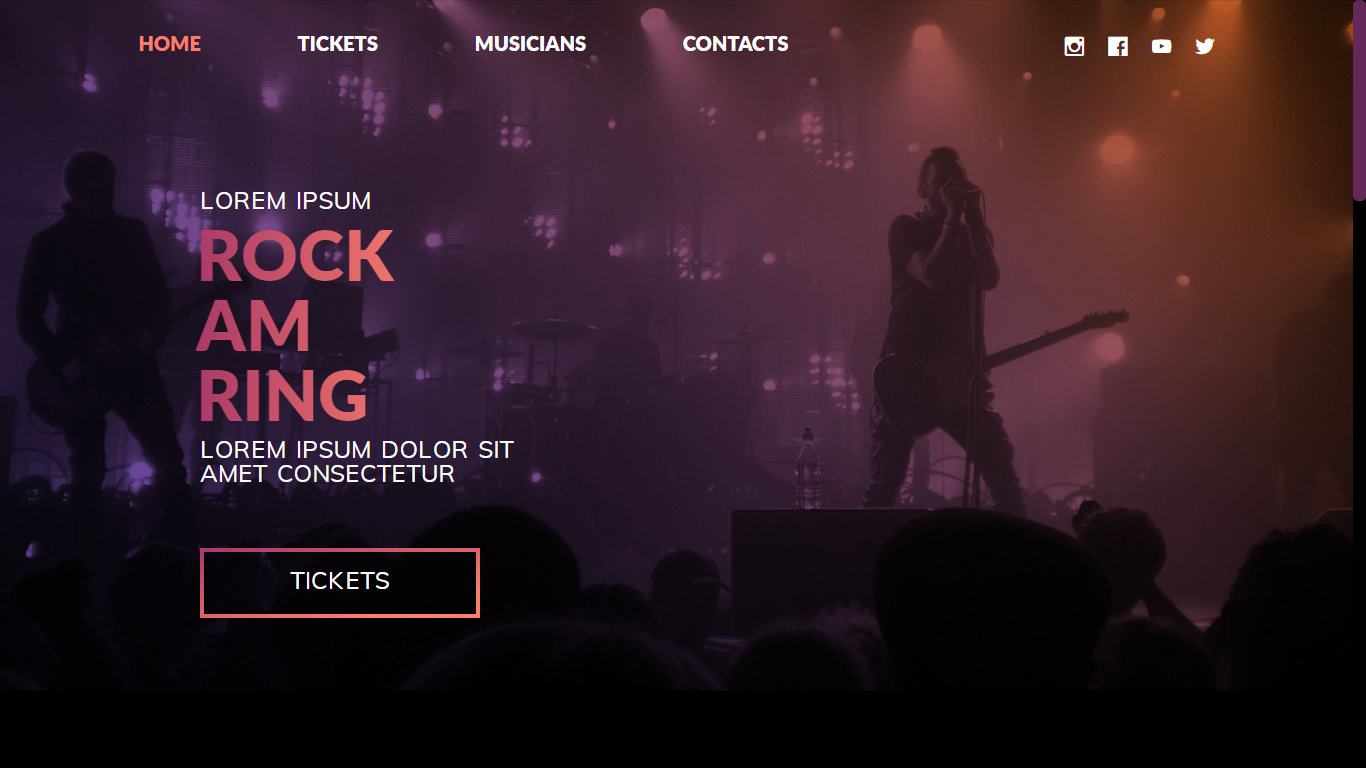 HOME TICKETS MUSICIANS CONTACTS
LOREM IPSUM
ROCK
AM
RING
LOREM IPSUM DOLOR SIT
AMET CONSECTETUR
TICKETS